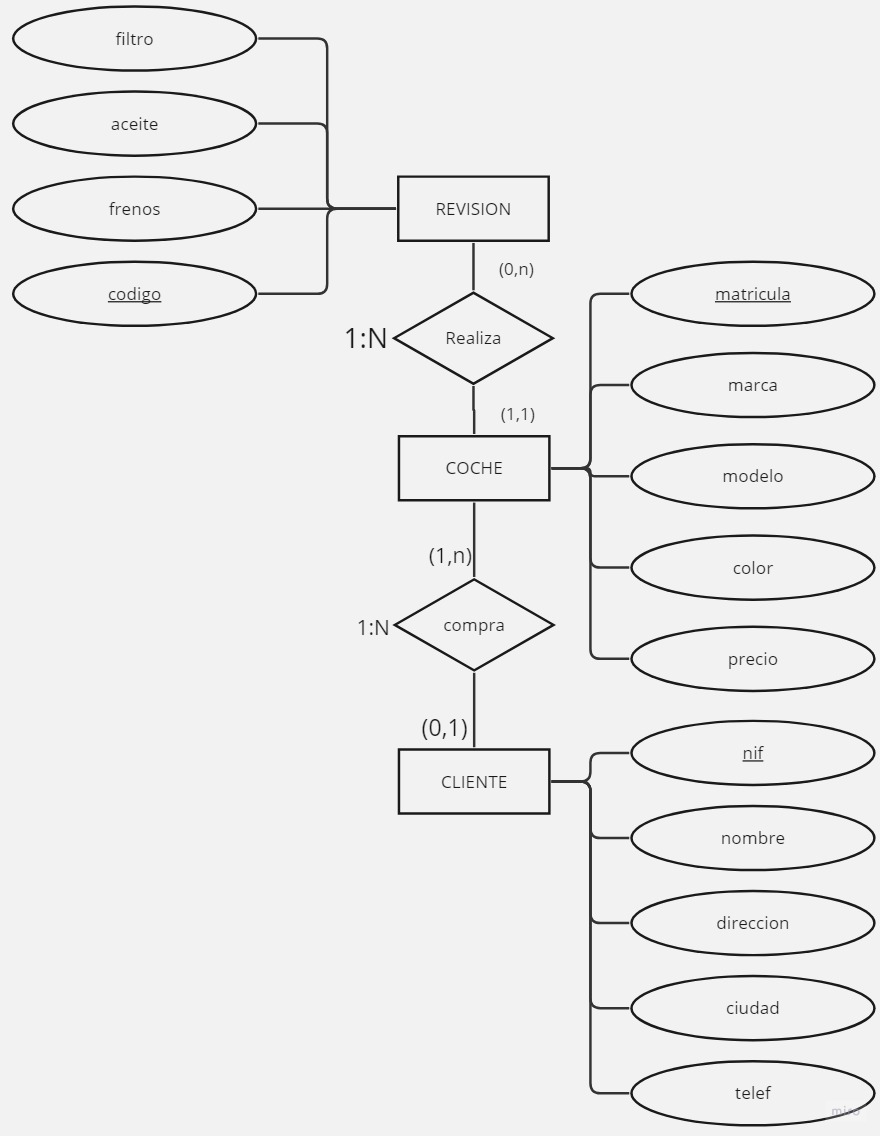 filtro
aceite
frenos
codigo
REVISION
(0,n)
1:N
Realiza
(1,1)
COCHE
matricula
marca
modelo
color
precio
(1,n)
1:N
compra
(0,1)
CLIENTE
nif
nombre
direccion
ciudad
telef
miro